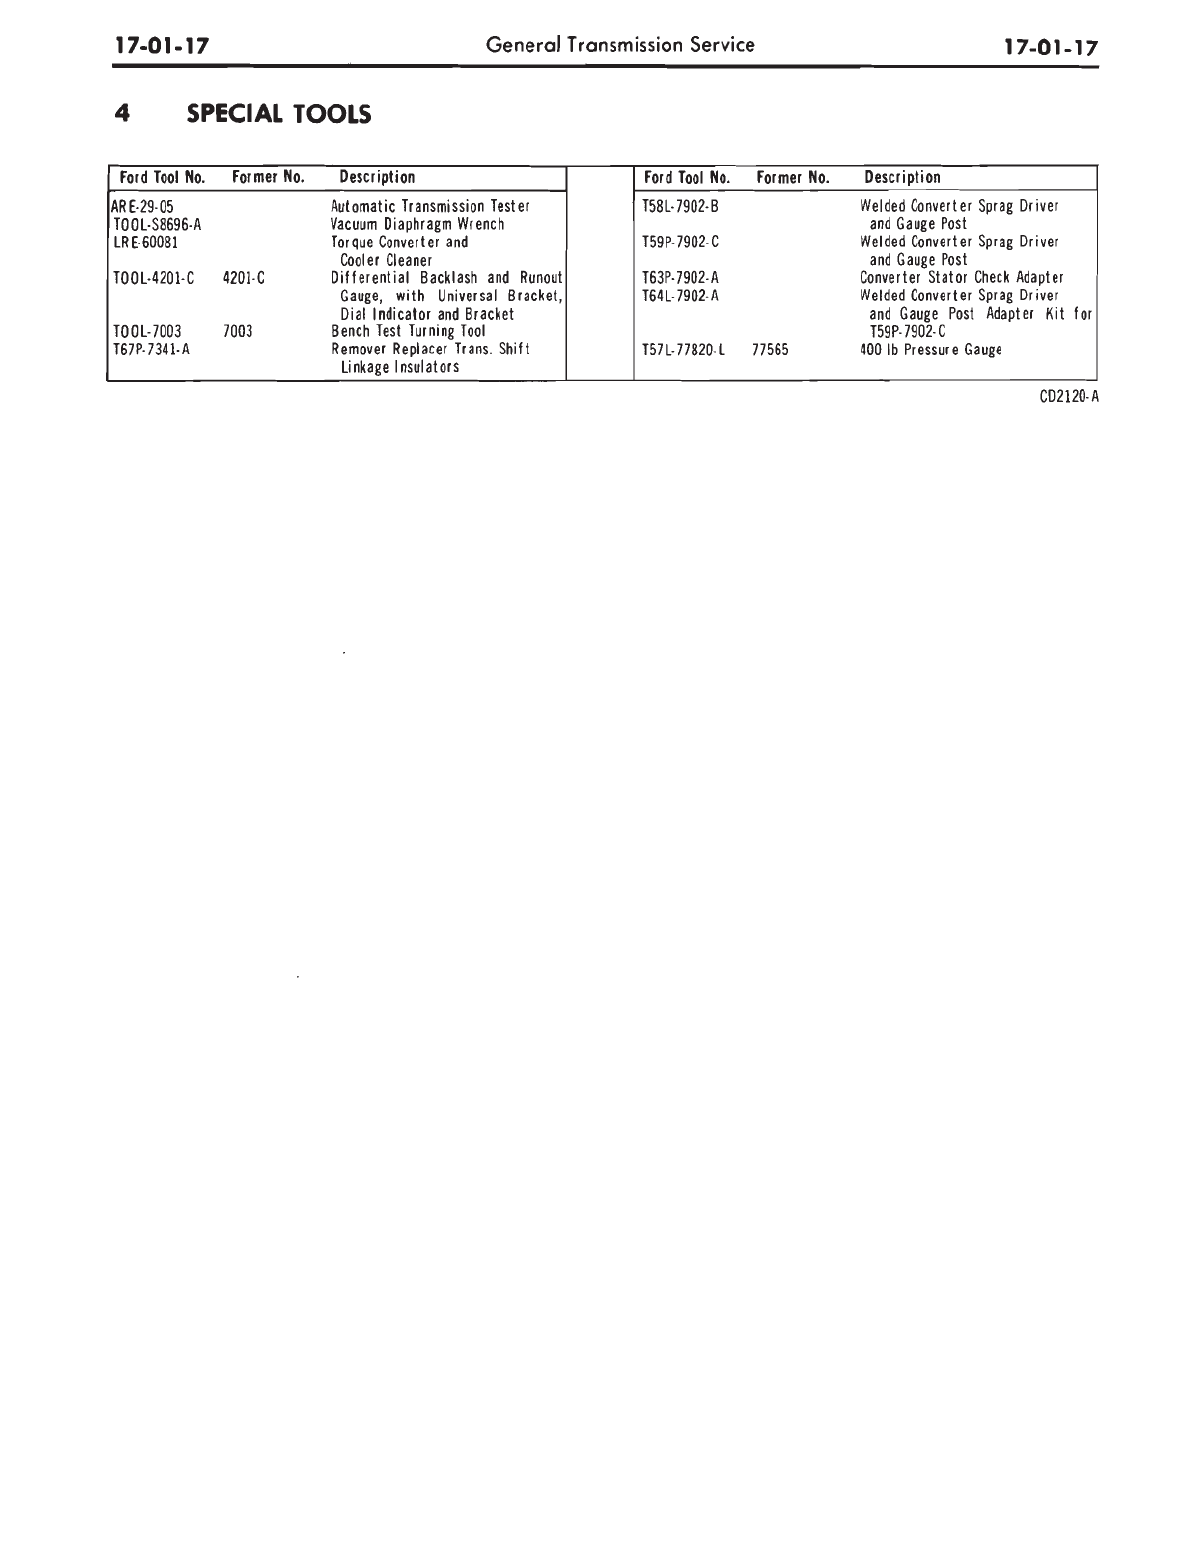 17-01-17 General Transmission Service 17-01-17
4 SPECIAL TOOLS
Ford Tool No. Former No. Description
ARE-29-05 Automatic Transmission Tester
TOOL-S8696-A Vacuum Diaphragm Wrench
LRE-60081 Torque Converter and
Cooler Cleaner
TOOL-4201-C 4201-C Differential Backlash and Runout
Gauge, with Universal Bracket,
Dial Indicator and Bracket
TOOL-7003 7003 Bench Test Turning Tool
T67P-7341-A Remover Replacer Trans. Shift
Linkage Insulators
Ford Tool No. Former No. Description
T58L-7902-B Welded Converter Sprag Driver
and Gauge Post
T59P-7902-C Welded Converter Sprag Driver
and Gauge Post
T63P-7902-A Converter Stator Check Adapter
T64L-7902-A Welded Converter Sprag Driver
and Gauge Post Adapter Kit for
T59P-7902-C
T57L-77820-L 77565 400 lb Pressure Gauge
CD2120-A